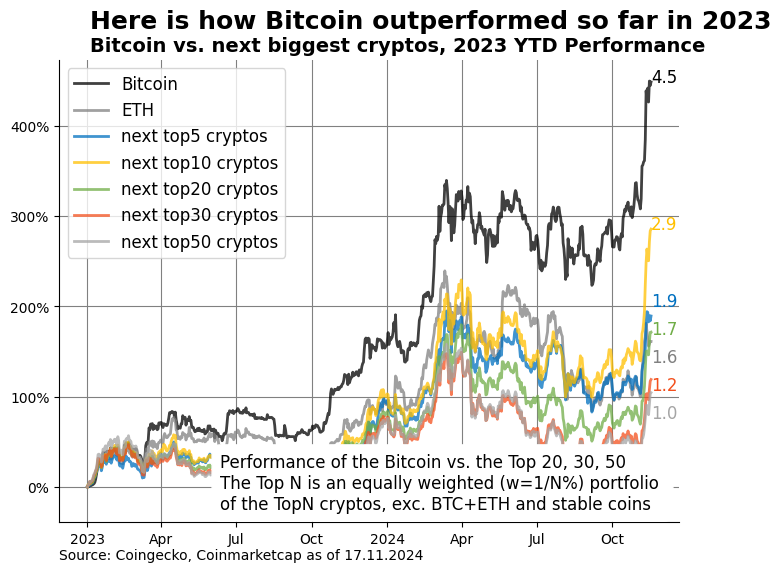 Here is how Bitcoin outperformed so far in 2023
Bitcoin vs. next biggest cryptos, 2023 YTD Performance
Bitcoin
ETH
next top5 cryptos
next top10 cryptos
next top20 cryptos
next top30 cryptos
next top50 cryptos
400%
300%
200%
100%
0%
4.5
2.9
1.9
1.7
1.6
1.2
1.0
Performance of the Bitcoin vs. the Top 20, 30, 50
The Top N is an equally weighted (w=1/N%) portfolio
of the TopN cryptos, exc. BTC+ETH and stable coins
2023 Apr Jul Oct 2024 Apr Jul Oct
Source: Coingecko, Coinmarketcap as of 17.11.2024